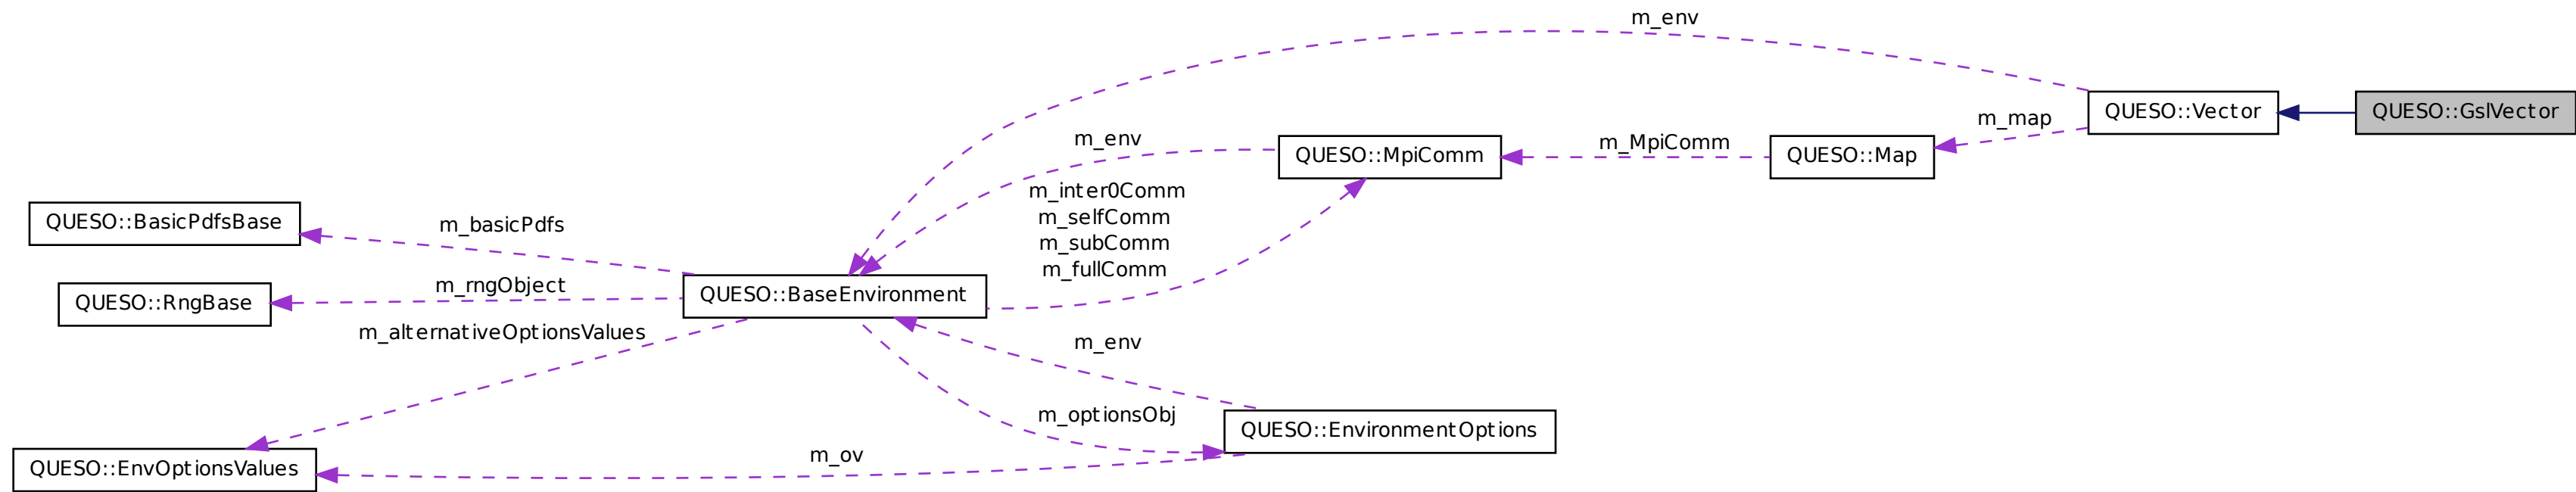 m_env
QUESO::Vector
QUESO::GslVector
m_map
m_env
m_MpiComm
QUESO::MpiComm
QUESO::Map
m_inter0Comm
m_selfComm
m_subComm
m_fullComm
QUESO::BasicPdfsBase
m_basicPdfs
m_rngObject
QUESO::BaseEnvironment
QUESO::RngBase
m_alternativeOptionsValues
m_env
m_optionsObj
QUESO::EnvironmentOptions
m_ov
QUESO::EnvOptionsValues